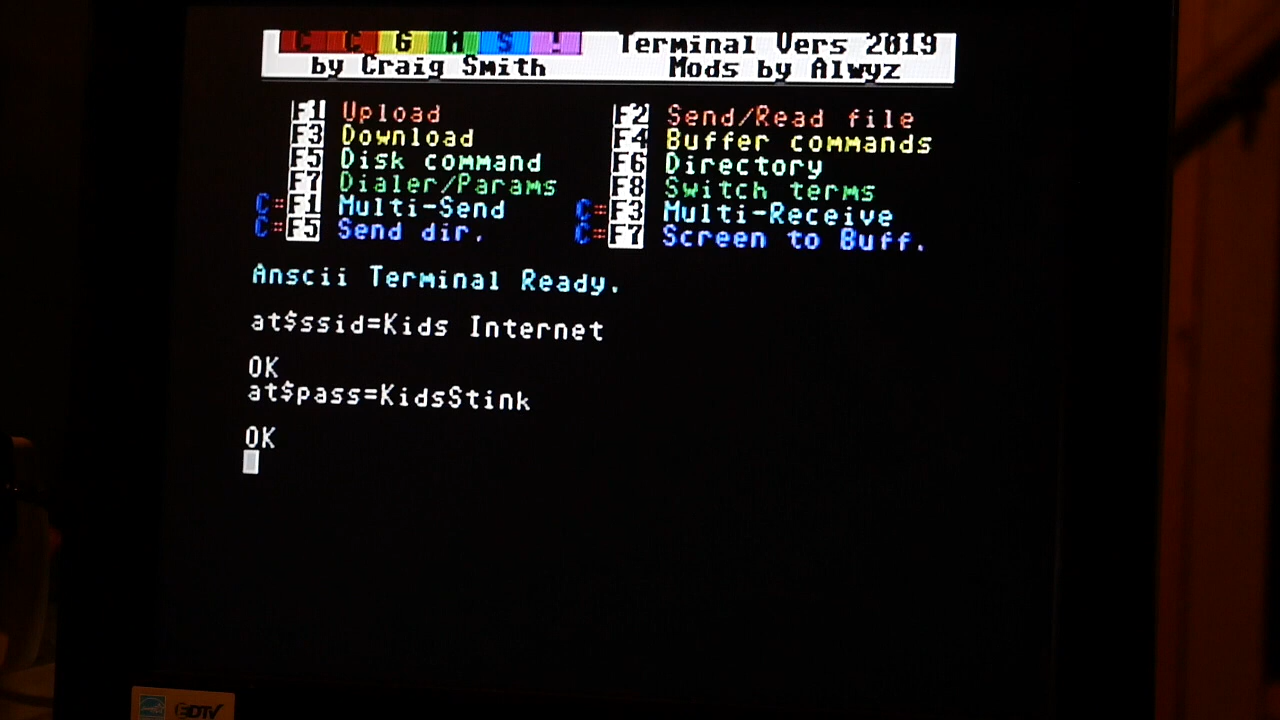 C C G M S ! Terminal Vers 2019
by Craig Smith Mods by Alwyz
F1 Upload F2 Send/Read file
F3 Download F4 Buffer commands
F5 Disk command F6 Directory
F7 Dialer/Params F8 Switch terms
C=F1 Multi-Send C=F3 Multi-Receive
C=F5 Send dir. C=F7 Screen to Buff.
Anscii Terminal Ready.
at$ssid=Kids Internet
OK
at$pass=KidsStink
OK
EDTV